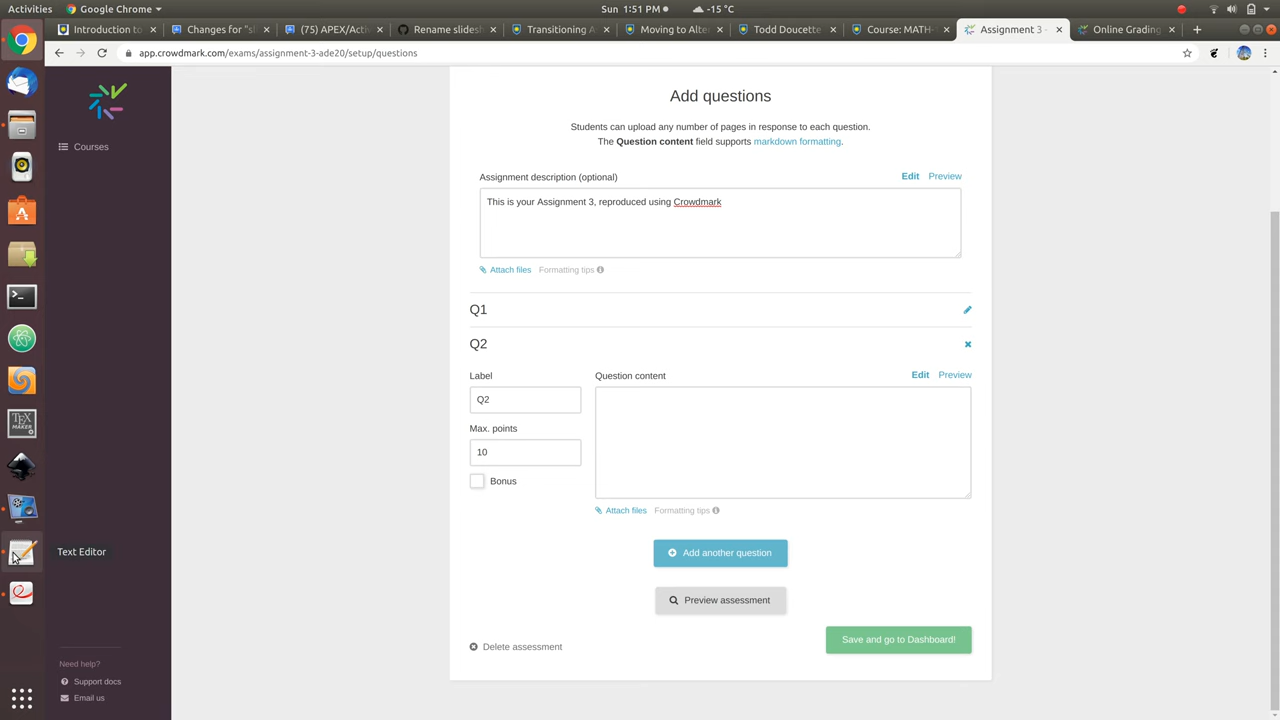 Activities
Google Chrome
Sun 1:51 PM
-15 °C
Introduction to
Changes for "sl
(75) APEX/Acti
Rename slidesh
Transitioning As
Moving to Alter
Todd Doucette
Course: MATH-
Assignment 3 -
Online Grading
app.crowdmark.com/exams/assignment-3-ade20/setup/questions
Courses
Add questions
Students can upload any number of pages in response to each question.
The Question content field supports markdown formatting.
Assignment description (optional)
Edit
Preview
This is your Assignment 3, reproduced using Crowdmark
Attach files
Formatting tips
Q1
Q2
Label
Question content
Edit
Preview
Q2
Max. points
10
Bonus
Attach files
Formatting tips
Add another question
Text Editor
Preview assessment
Save and go to Dashboard!
Delete assessment
Need help?
Support docs
Email us
TEX
MAKER